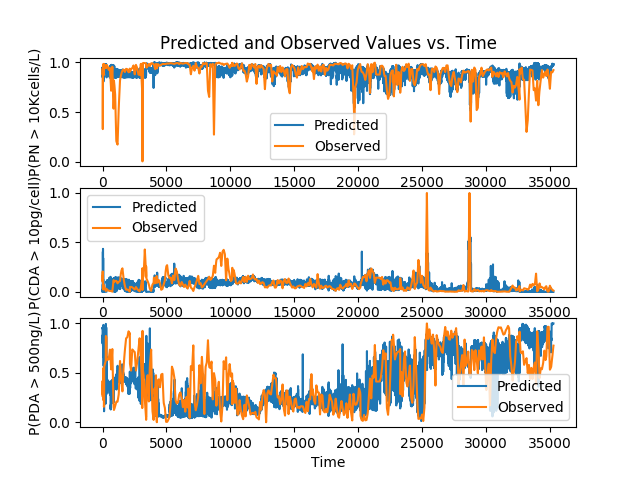 Predicted and Observed Values vs. Time
P(PN > 10Kcells/L)
1.0
0.5
0.0
Predicted
Observed
0 5000 10000 15000 20000 25000 30000 35000
P(CDA > 10pg/cell)
1.0
0.5
0.0
Predicted
Observed
0 5000 10000 15000 20000 25000 30000 35000
P(PDA > 500ng/L)
1.0
0.5
0.0
Predicted
Observed
0 5000 10000 15000 20000 25000 30000 35000
Time